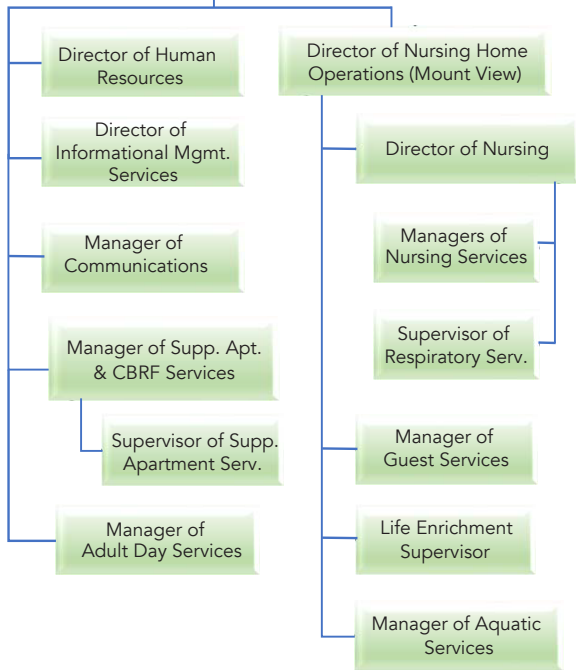 Director of Human
Resources
Director of
Informational Mgmt.
Services
Manager of
Communications
Manager of Supp. Apt.
& CBRF Services
Supervisor of Supp.
Apartment Serv.
Manager of
Adult Day Services
Director of Nursing Home
Operations (Mount View)
Director of Nursing
Managers of
Nursing Services
Supervisor of
Respiratory Serv.
Manager of
Guest Services
Life Enrichment
Supervisor
Manager of Aquatic
Services